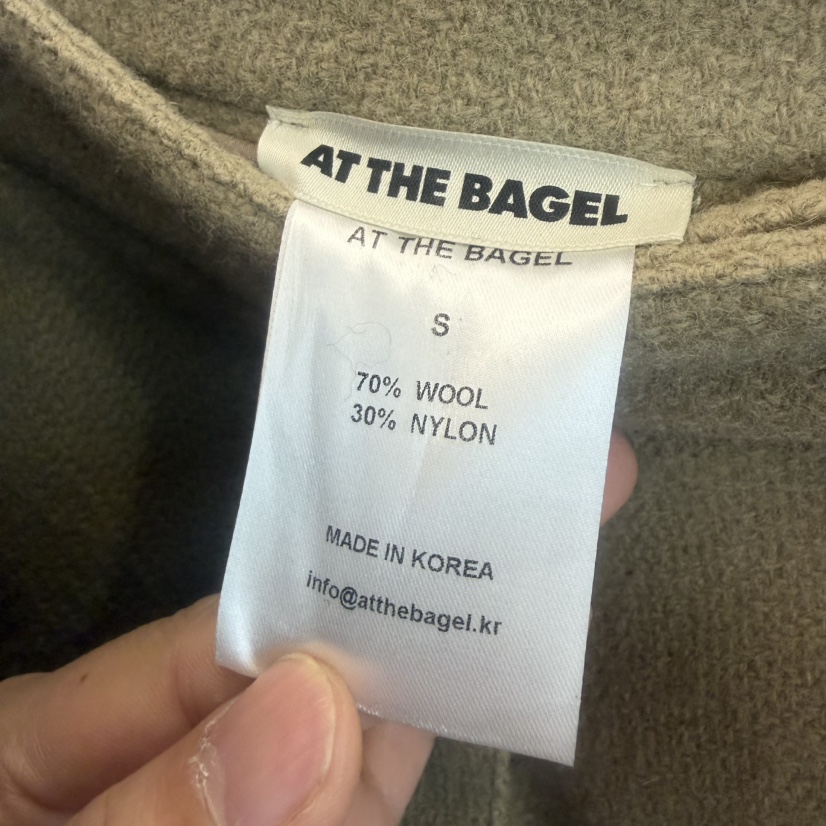 AT THE BAGEL
AT THE BAGEL
S
70% WOOL
30% NYLON
MADE IN KOREA
info@atthebagel.kr